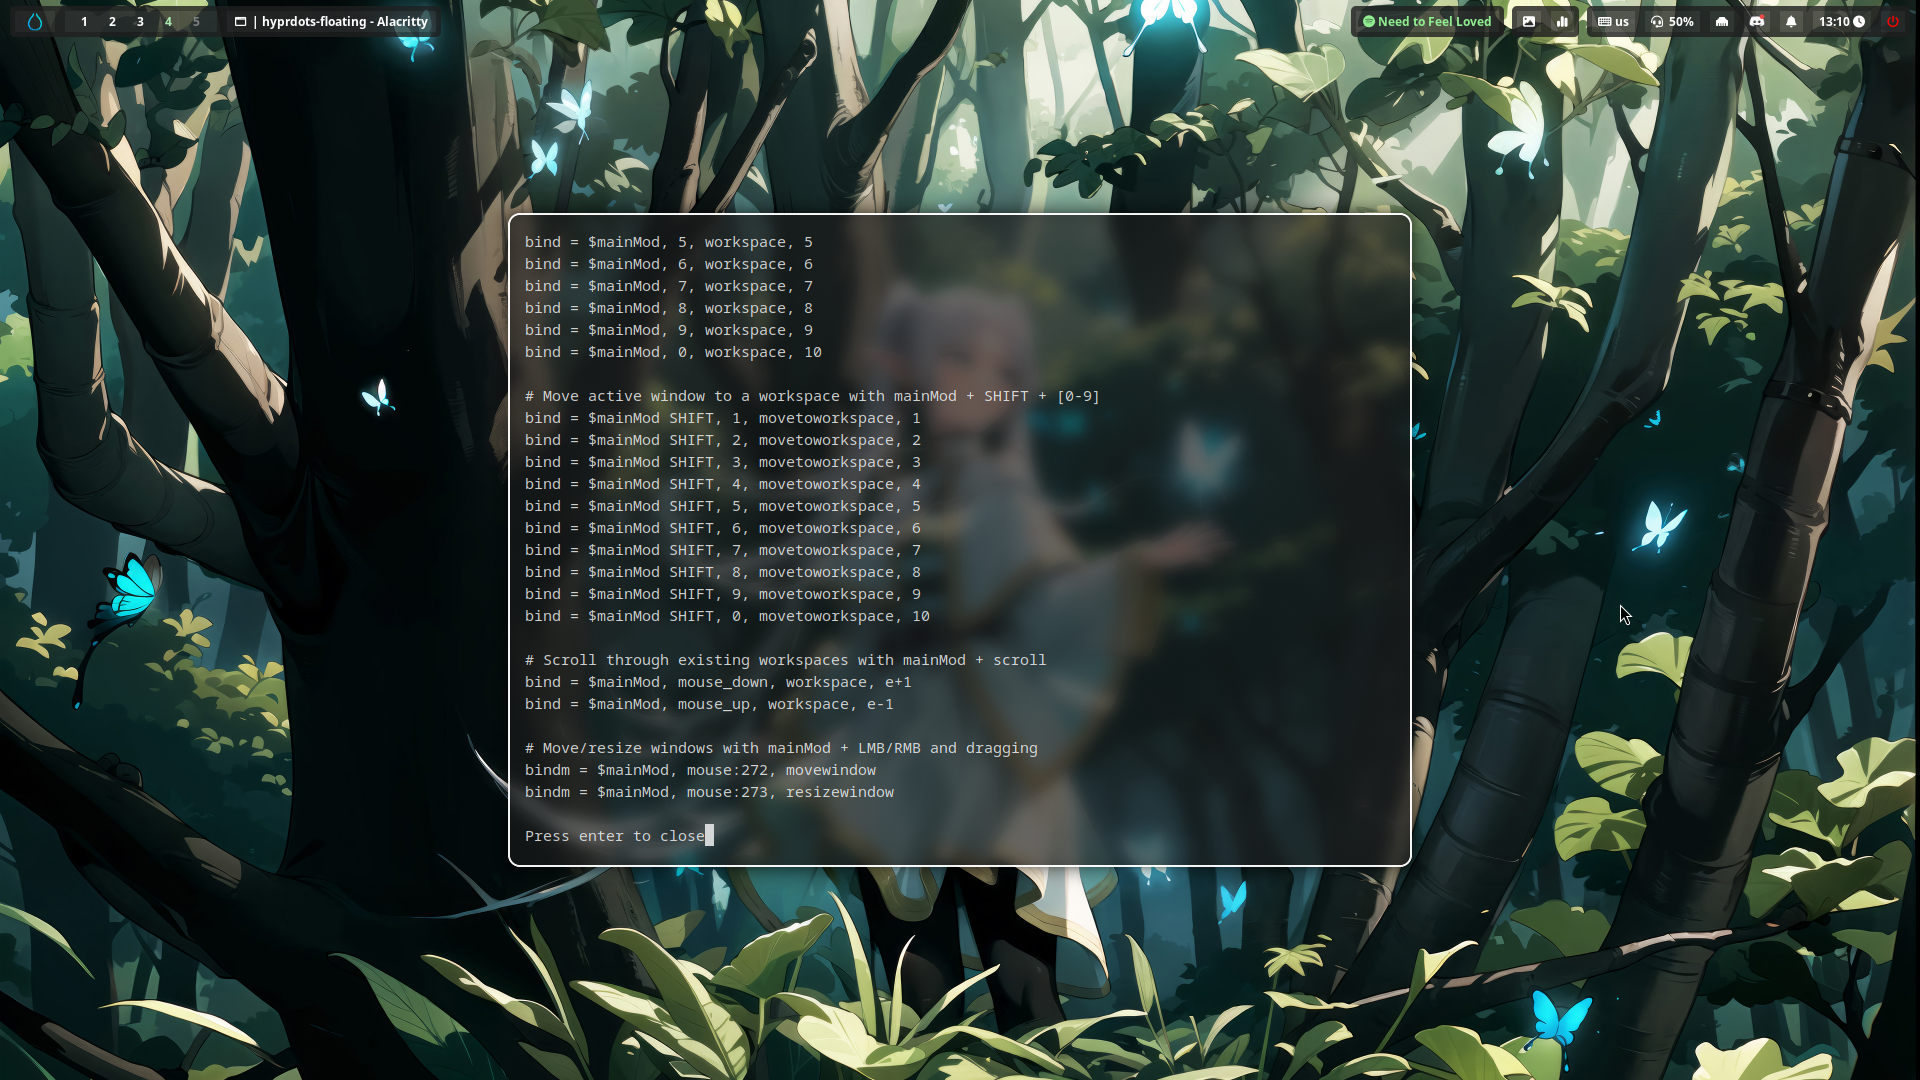 1 2 3 4 5 | hyprdots-floating - Alacritty Need to Feel Loved us 50% 13:10
bind = $mainMod, 5, workspace, 5
bind = $mainMod, 6, workspace, 6
bind = $mainMod, 7, workspace, 7
bind = $mainMod, 8, workspace, 8
bind = $mainMod, 9, workspace, 9
bind = $mainMod, 0, workspace, 10
# Move active window to a workspace with mainMod + SHIFT + [0-9]
bind = $mainMod SHIFT, 1, movetoworkspace, 1
bind = $mainMod SHIFT, 2, movetoworkspace, 2
bind = $mainMod SHIFT, 3, movetoworkspace, 3
bind = $mainMod SHIFT, 4, movetoworkspace, 4
bind = $mainMod SHIFT, 5, movetoworkspace, 5
bind = $mainMod SHIFT, 6, movetoworkspace, 6
bind = $mainMod SHIFT, 7, movetoworkspace, 7
bind = $mainMod SHIFT, 8, movetoworkspace, 8
bind = $mainMod SHIFT, 9, movetoworkspace, 9
bind = $mainMod SHIFT, 0, movetoworkspace, 10
# Scroll through existing workspaces with mainMod + scroll
bind = $mainMod, mouse_down, workspace, e+1
bind = $mainMod, mouse_up, workspace, e-1
# Move/resize windows with mainMod + LMB/RMB and dragging
bindm = $mainMod, mouse:272, movewindow
bindm = $mainMod, mouse:273, resizewindow
Press enter to close